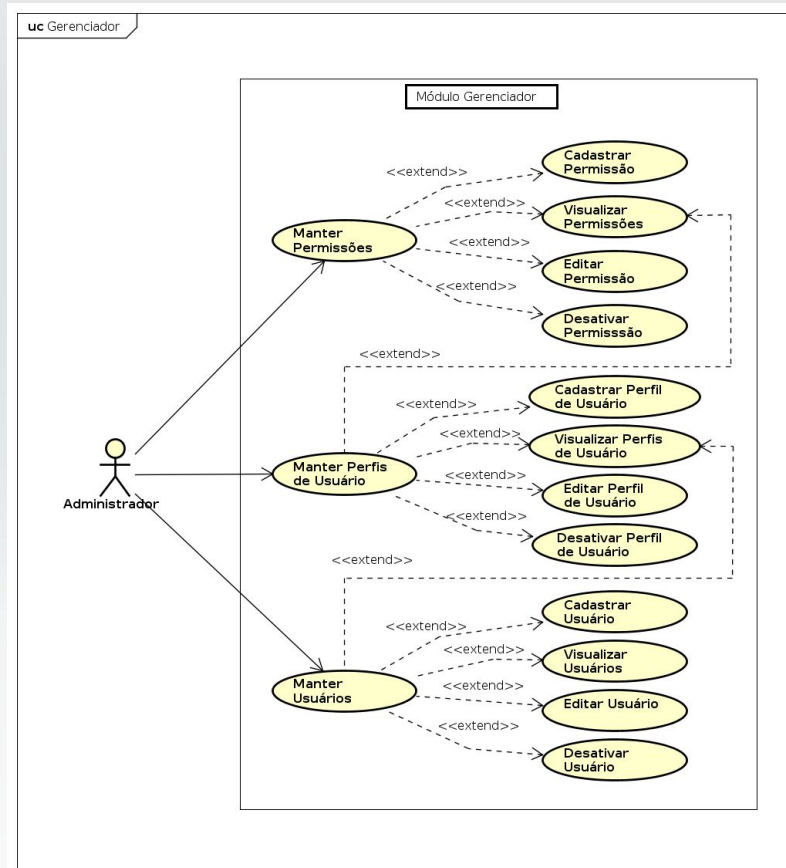 uc Gerenciador
Módulo Gerenciador
Cadastrar
Permissão
<<extend>>
<<extend>>
Visualizar
Permissões
Manter
Permissões
<<extend>>
Editar
Permissão
<<extend>>
Desativar
Permisssão
<<extend>>
Cadastrar Perfil
de Usuário
<<extend>>
<<extend>>
Visualizar Perfis
de Usuário
Manter Perfis
de Usuário
<<extend>>
Editar Perfil
de Usuário
Administrador
<<extend>>
Desativar Perfil
de Usuário
<<extend>>
Cadastrar
Usuário
<<extend>>
<<extend>>
Visualizar
Usuários
Manter
Usuários
<<extend>>
Editar Usuário
<<extend>>
Desativar
Usuário